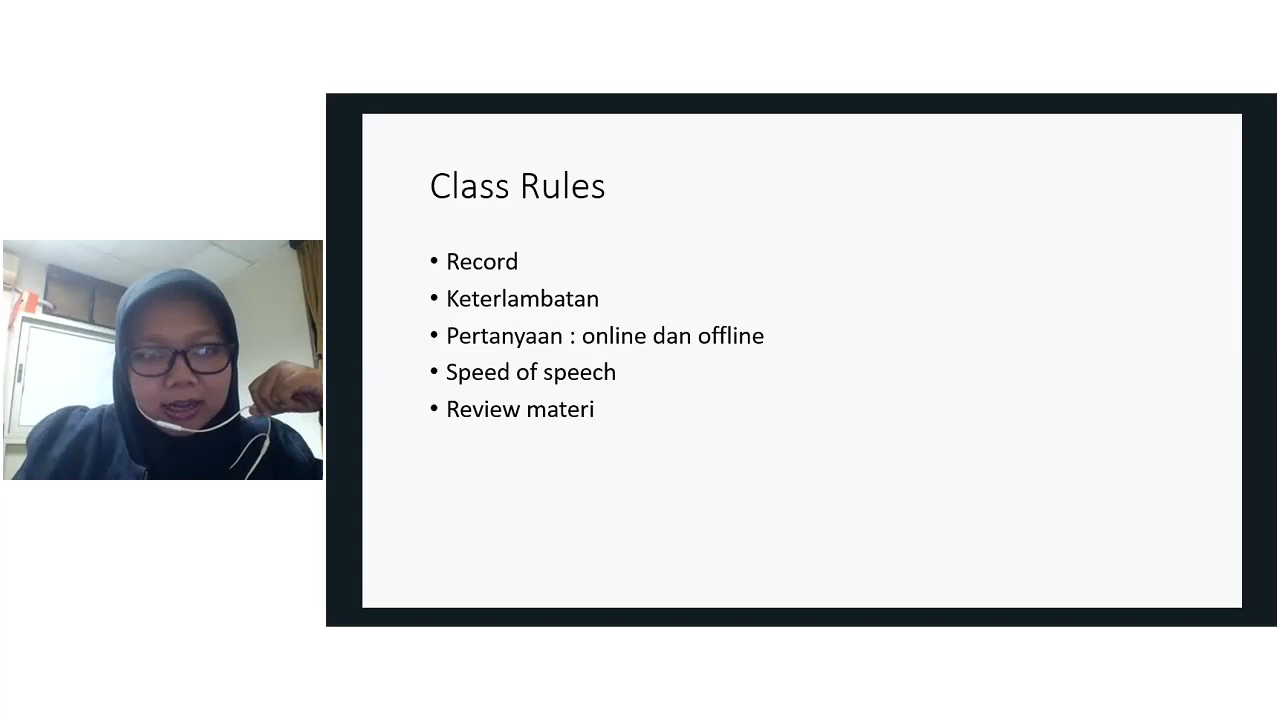 Class Rules
• Record
• Keterlambatan
• Pertanyaan : online dan offline
• Speed of speech
• Review materi